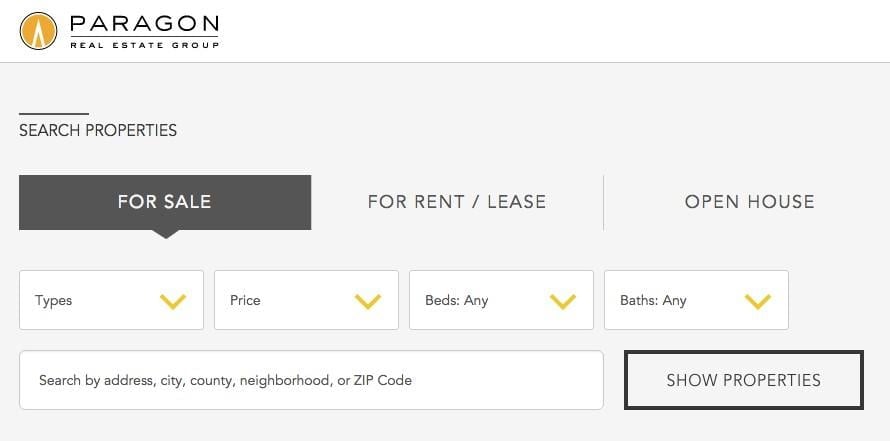 PARAGON
REAL ESTATE GROUP
SEARCH PROPERTIES
FOR SALE
FOR RENT / LEASE
OPEN HOUSE
Types
Price
Beds: Any
Baths: Any
Search by address, city, county, neighborhood, or ZIP Code
SHOW PROPERTIES